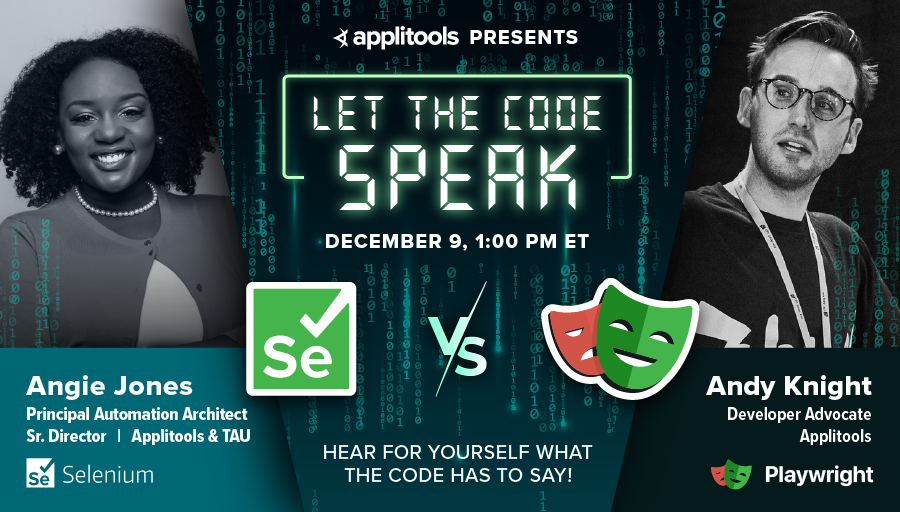 applitools PRESENTS
LET THE CODE
SPEAK
DECEMBER 9, 1:00 PM ET
Se
VS
Angie Jones
Principal Automation Architect
Sr. Director | Applitools & TAU
Se Selenium
HEAR FOR YOURSELF WHAT
THE CODE HAS TO SAY!
Andy Knight
Developer Advocate
Applitools
Playwright